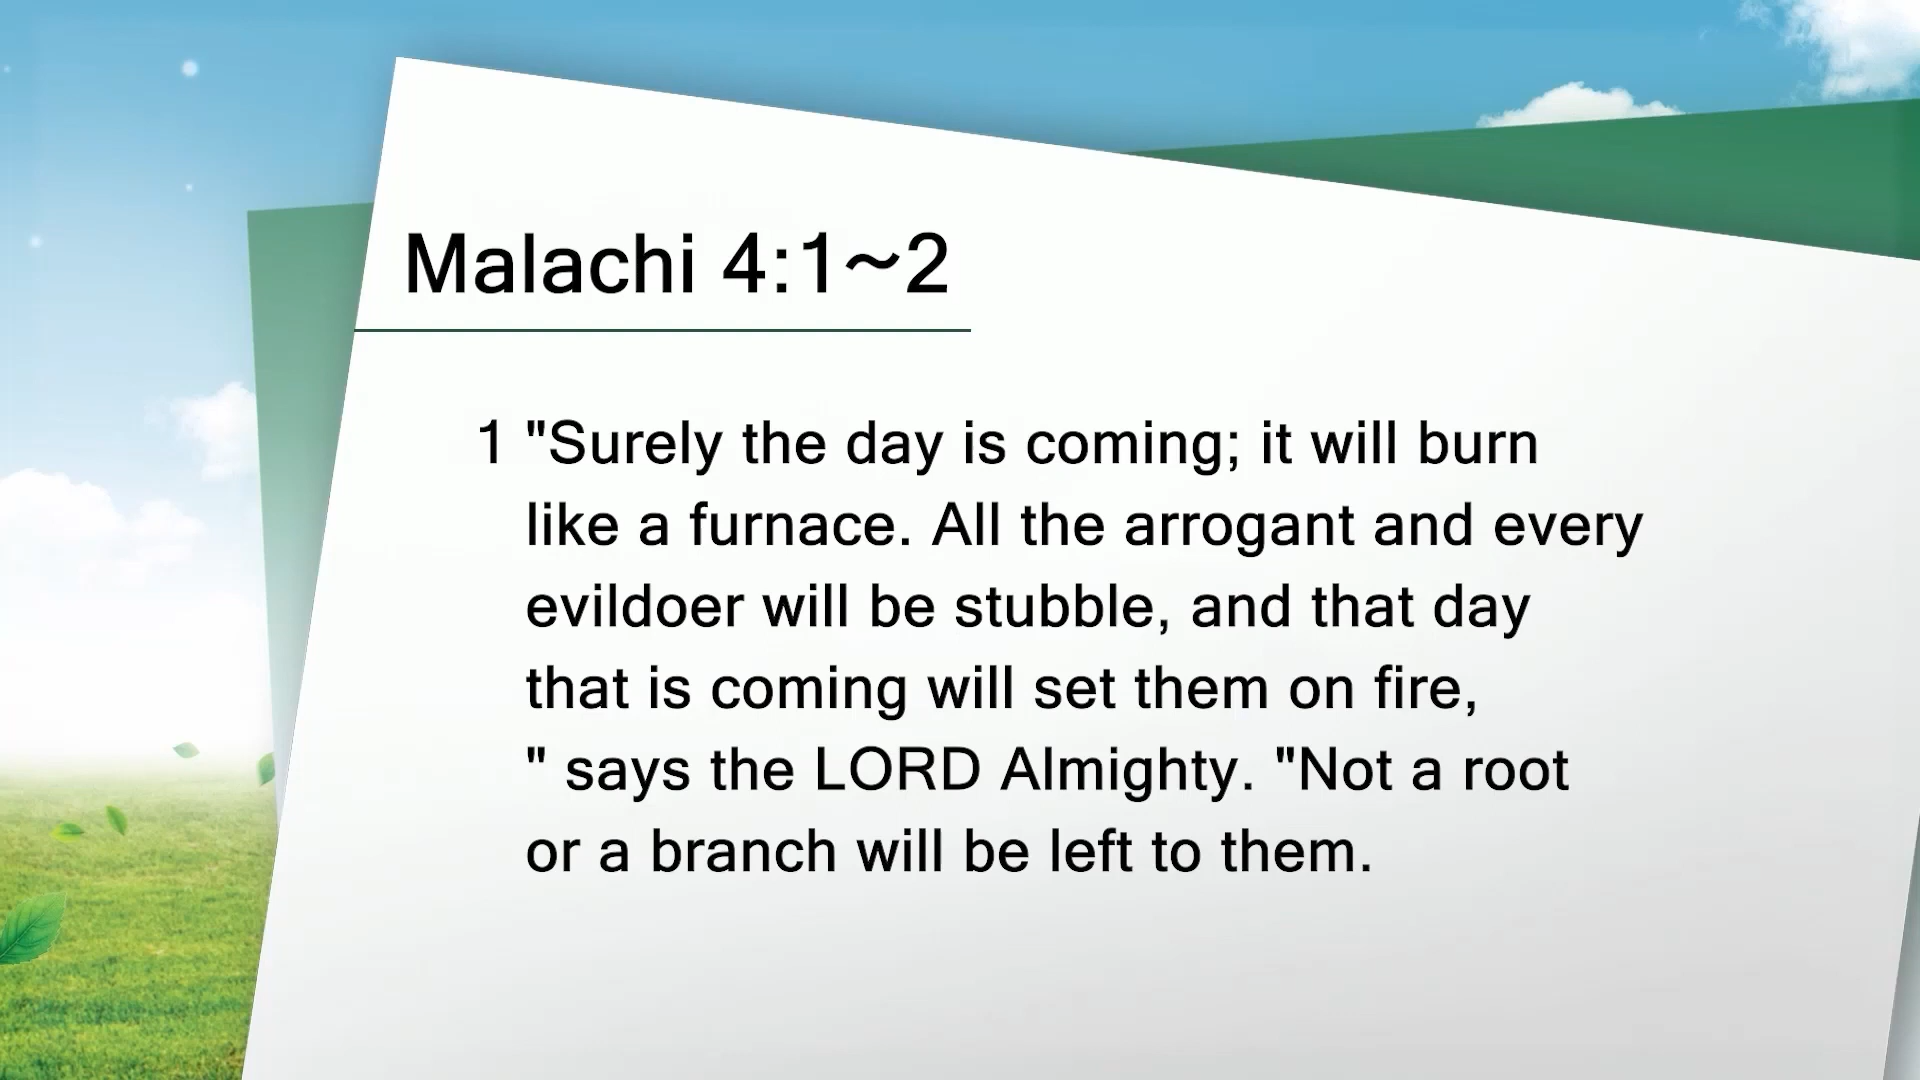 Malachi 4:1~2
1 "Surely the day is coming; it will burn
like a furnace. All the arrogant and every
evildoer will be stubble, and that day
that is coming will set them on fire,
" says the LORD Almighty. "Not a root
or a branch will be left to them.